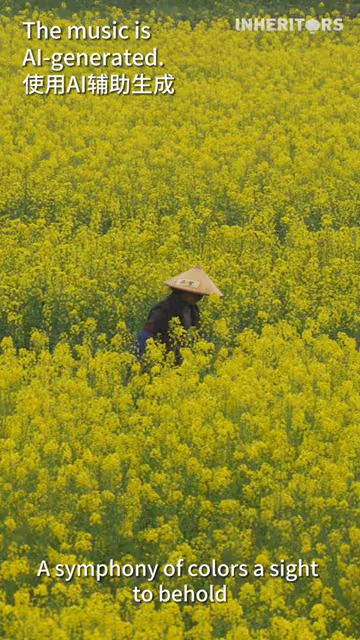 The music is
AI-generated.
使用AI辅助生成
INHERITORS
A symphony of colors a sight
to behold